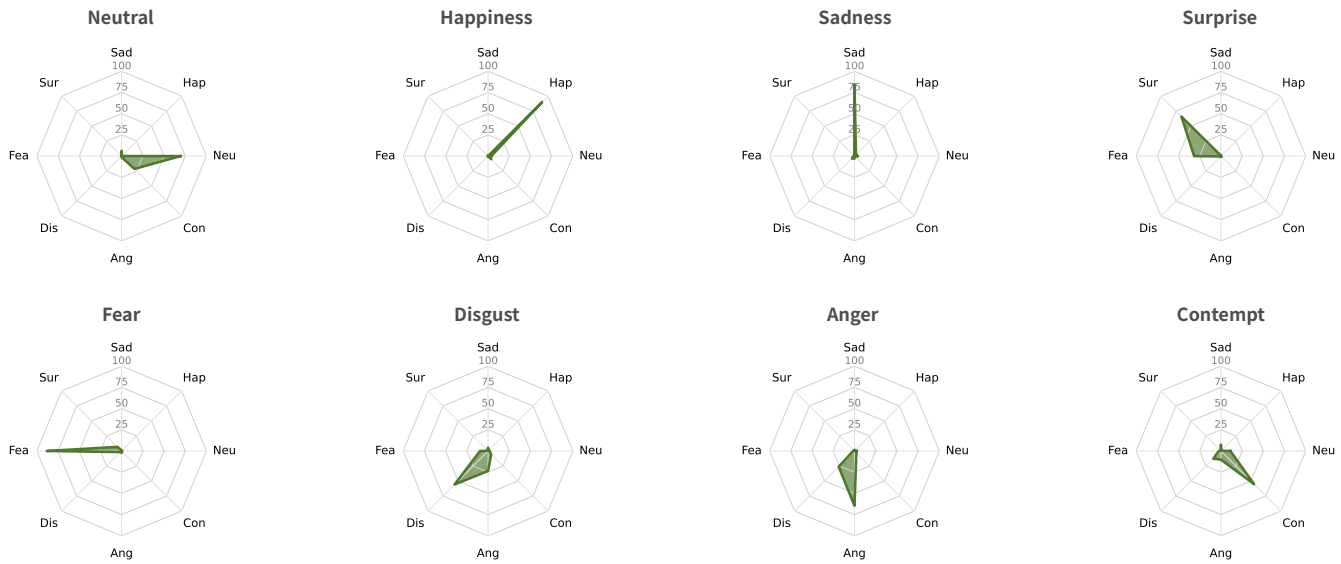 Neutral Happiness Sadness Surprise
Sad Sad Sad Sad
100 100 100 100
Sur Hap Sur Hap Sur Hap Sur Hap
75 75 75 75
50 50 50 50
25 25 25 25
Fea Neu Fea Neu Fea Neu Fea Neu
Dis Con Dis Con Dis Con Dis Con
Ang Ang Ang Ang
Fear Disgust Anger Contempt
Sad Sad Sad Sad
100 100 100 100
Sur Hap Sur Hap Sur Hap Sur Hap
75 75 75 75
50 50 50 50
25 25 25 25
Fea Neu Fea Neu Fea Neu Fea Neu
Dis Con Dis Con Dis Con Dis Con
Ang Ang Ang Ang